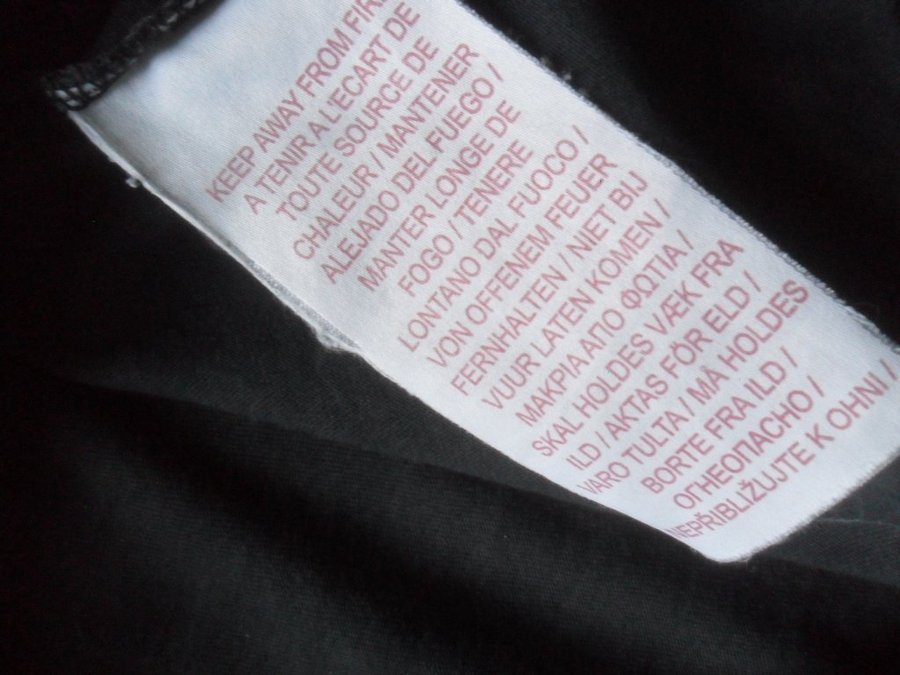 KEEP AWAY FROM FIRE
A TENIR A L'ECART DE
TOUTE SOURCE DE
CHALEUR / MANTENER
ALEJADO DEL FUEGO /
MANTER LONGE DE
FOGO / TENERE
LONTANO DAL FUOCO /
VON OFFENEM FEUER
FERNHALTEN / NIET BIJ
VUUR LATEN KOMEN /
ΜΑΚΡΙΑ ΑΠΟ ΦΩΤΙΑ /
SKAL HOLDES VÆK FRA
ILD / AKTAS FÖR ELD /
VARO TULTA / MÅ HOLDES
BORTE FRA ILD /
ОГНЕОПАСНО /
NEPŘIBLIŽUJTE K OHNI /